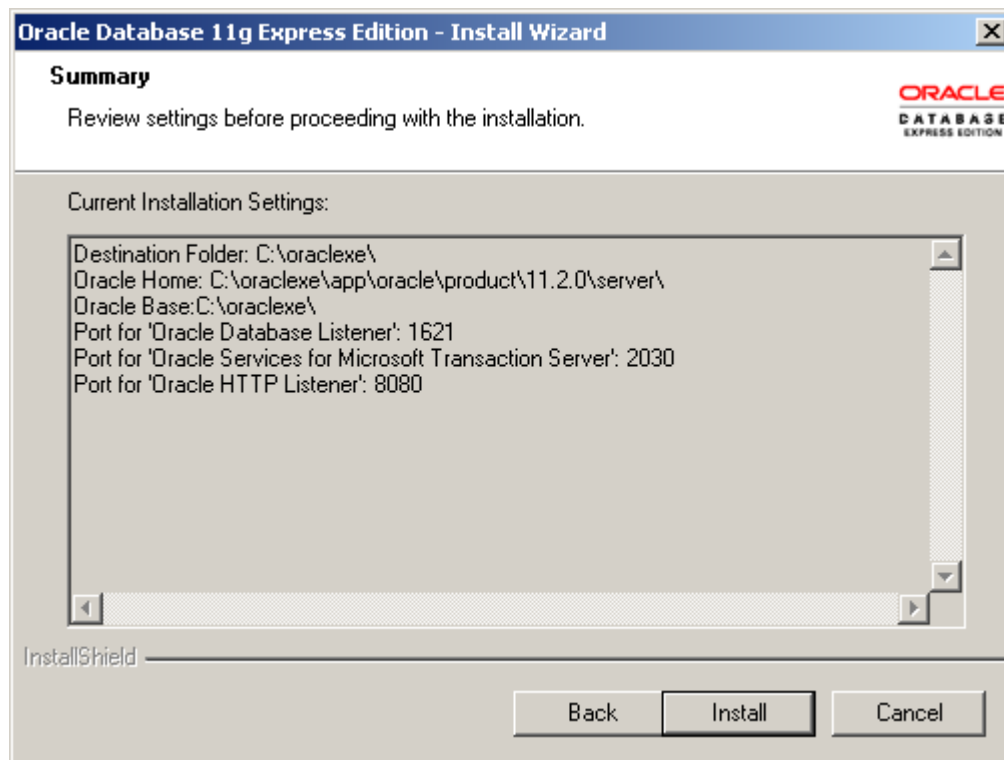 Oracle Database 11g Express Edition - Install Wizard
Summary
Review settings before proceeding with the installation.
ORACLE
DATABASE
EXPRESS EDITION
Current Installation Settings:
Destination Folder: C:\oraclexe\
Oracle Home: C:\oraclexe\app\oracle\product\11.2.0\server\
Oracle Base:C:\oraclexe\
Port for 'Oracle Database Listener': 1621
Port for 'Oracle Services for Microsoft Transaction Server': 2030
Port for 'Oracle HTTP Listener': 8080
InstallShield
Back
Install
Cancel